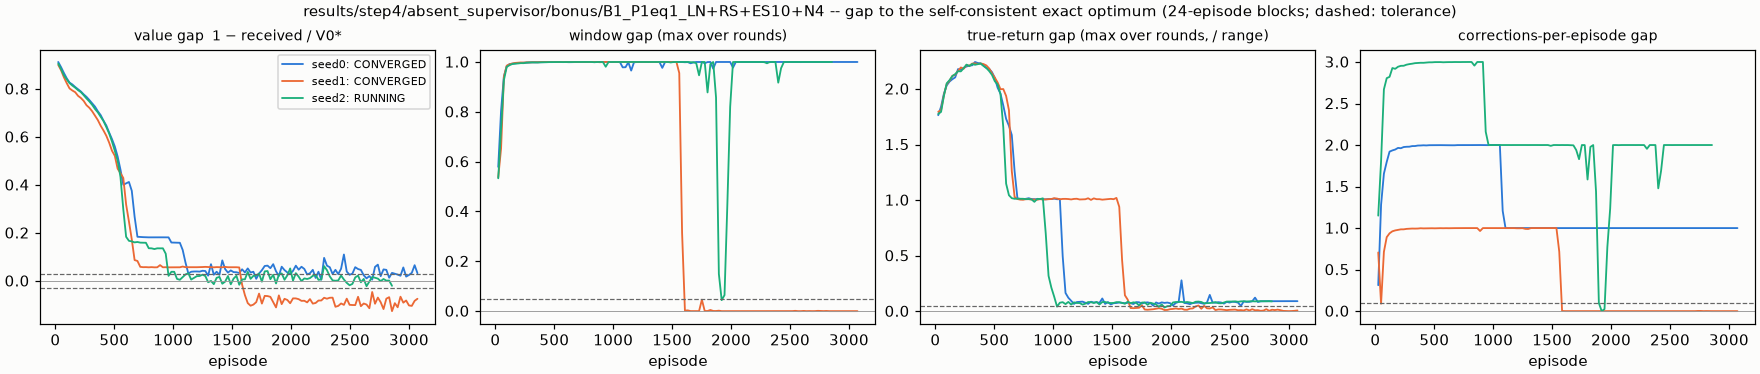 results/step4/absent_supervisor/bonus/B1_P1eq1_LN+RS+ES10+N4 -- gap to the self-consistent exact optimum (24-episode blocks; dashed: tolerance)
value gap 1 − received / V0*
0.8
0.6
0.4
0.2
0.0
seed0: CONVERGED
seed1: CONVERGED
seed2: RUNNING
0 500 1000 1500 2000 2500 3000
episode
window gap (max over rounds)
1.0
0.8
0.6
0.4
0.2
0.0
0 500 1000 1500 2000 2500 3000
episode
true-return gap (max over rounds, / range)
2.0
1.5
1.0
0.5
0.0
0 500 1000 1500 2000 2500 3000
episode
corrections-per-episode gap
3.0
2.5
2.0
1.5
1.0
0.5
0.0
0 500 1000 1500 2000 2500 3000
episode